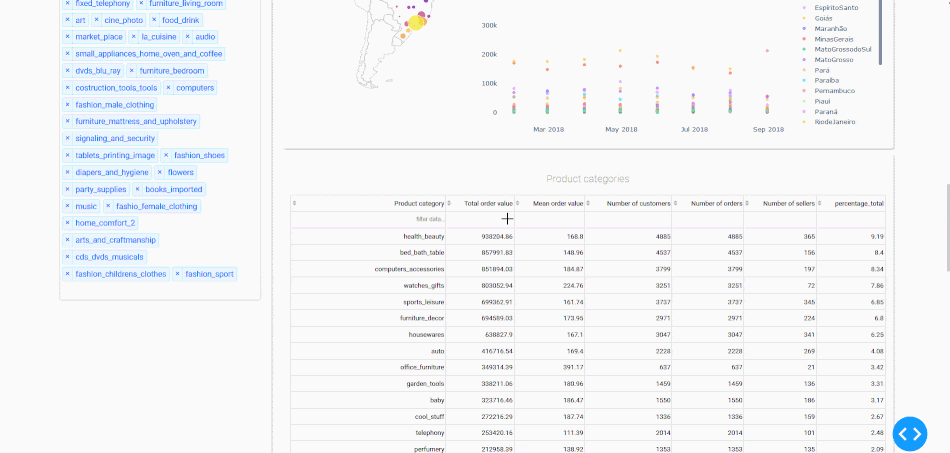 × fixed_telephony × furniture_living_room
× art × cine_photo × food_drink
× market_place × la_cuisine × audio
× small_appliances_home_oven_and_coffee
× dvds_blu_ray × furniture_bedroom
× costruction_tools_tools × computers
× fashion_male_clothing
× furniture_mattress_and_upholstery
× signaling_and_security
× tablets_printing_image × fashion_shoes
× diapers_and_hygiene × flowers
× party_supplies × books_imported
× music × fashio_female_clothing
× home_comfort_2
× arts_and_craftmanship
× cds_dvds_musicals
× fashion_childrens_clothes × fashion_sport
300k
200k
100k
0
Mar 2018 May 2018 Jul 2018 Sep 2018
EspíritoSanto
Goiás
Maranhão
MinasGerais
MatoGrossodoSul
MatoGrosso
Pará
Paraíba
Pernambuco
Piauí
Paraná
RiodeJaneiro
Product categories
Product category Total order value Mean order value Number of customers Number of orders Number of sellers percentage_total
filter data...
health_beauty 938204.86 168.8 4885 4885 365 9.19
bed_bath_table 857991.83 148.96 4537 4537 156 8.4
computers_accessories 851894.03 184.87 3799 3799 197 8.34
watches_gifts 803052.94 224.76 3251 3251 72 7.86
sports_leisure 699362.91 161.74 3737 3737 345 6.85
furniture_decor 694589.03 173.95 2971 2971 224 6.8
housewares 638827.9 167.1 3047 3047 341 6.25
auto 416716.54 169.4 2228 2228 269 4.08
office_furniture 349314.39 391.17 637 637 21 3.42
garden_tools 338211.06 180.96 1459 1459 136 3.31
baby 323716.46 186.47 1550 1550 186 3.17
cool_stuff 272216.29 187.74 1336 1336 159 2.67
telephony 253420.16 111.39 2014 2014 101 2.48
perfumery 212958.39 138.92 1353 1353 135 2.09